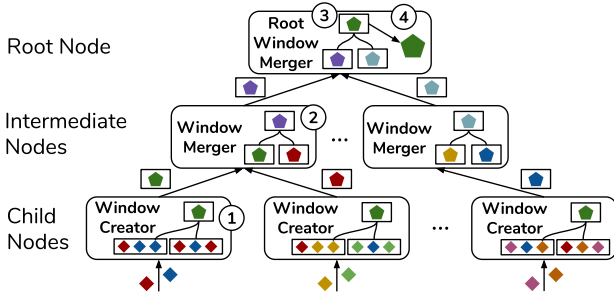 Root Node
Root
Window
Merger
3
4
Intermediate
Nodes
Window
Merger
2
...
Window
Merger
Child
Nodes
Window
Creator
1
Window
Creator
...
Window
Creator